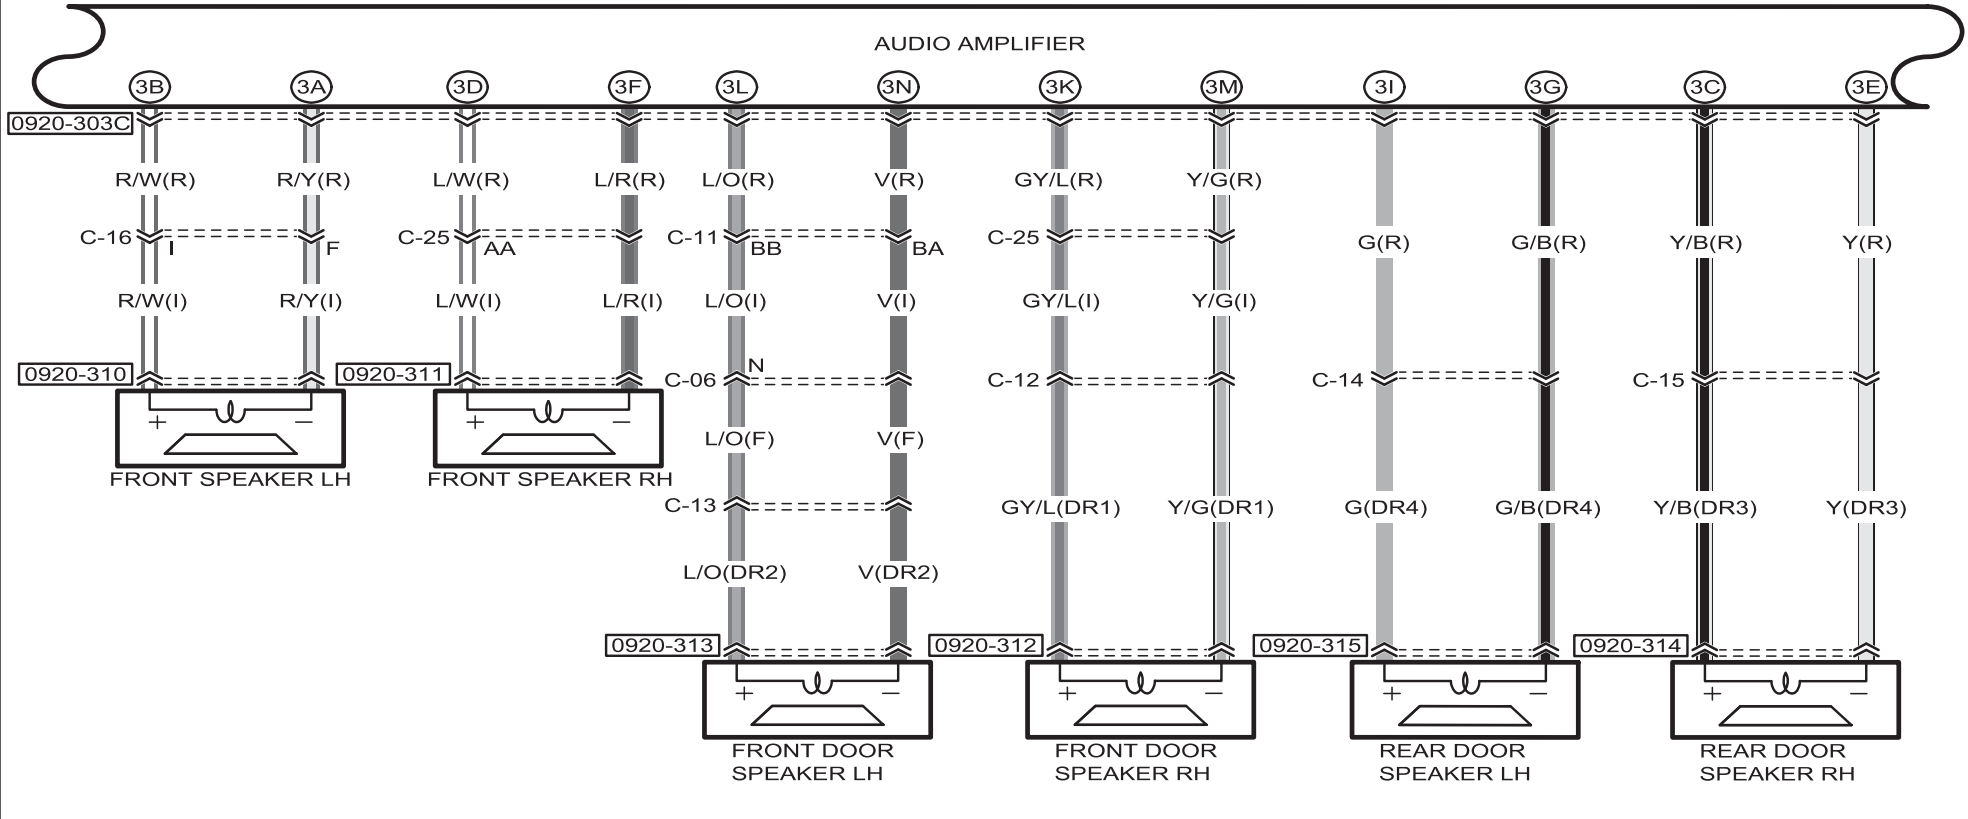 AUDIO AMPLIFIER
3B 3A 3D 3F 3L 3N 3K 3M 3I 3G 3C 3E
0920-303C
R/W(R) R/Y(R) L/W(R) L/R(R) L/O(R) V(R) GY/L(R) Y/G(R)
C-16 I F C-25 AA C-11 BB BA C-25 G(R) G/B(R) Y/B(R) Y(R)
R/W(I) R/Y(I) L/W(I) L/R(I) L/O(I) V(I) GY/L(I) Y/G(I)
0920-310 0920-311 C-06 N C-12 C-14 C-15
+ − + −
L/O(F) V(F)
FRONT SPEAKER LH FRONT SPEAKER RH
C-13 GY/L(DR1) Y/G(DR1) G(DR4) G/B(DR4) Y/B(DR3) Y(DR3)
L/O(DR2) V(DR2)
0920-313 0920-312 0920-315 0920-314
+ − + − + − + −
FRONT DOOR
SPEAKER LH
FRONT DOOR
SPEAKER RH
REAR DOOR
SPEAKER LH
REAR DOOR
SPEAKER RH